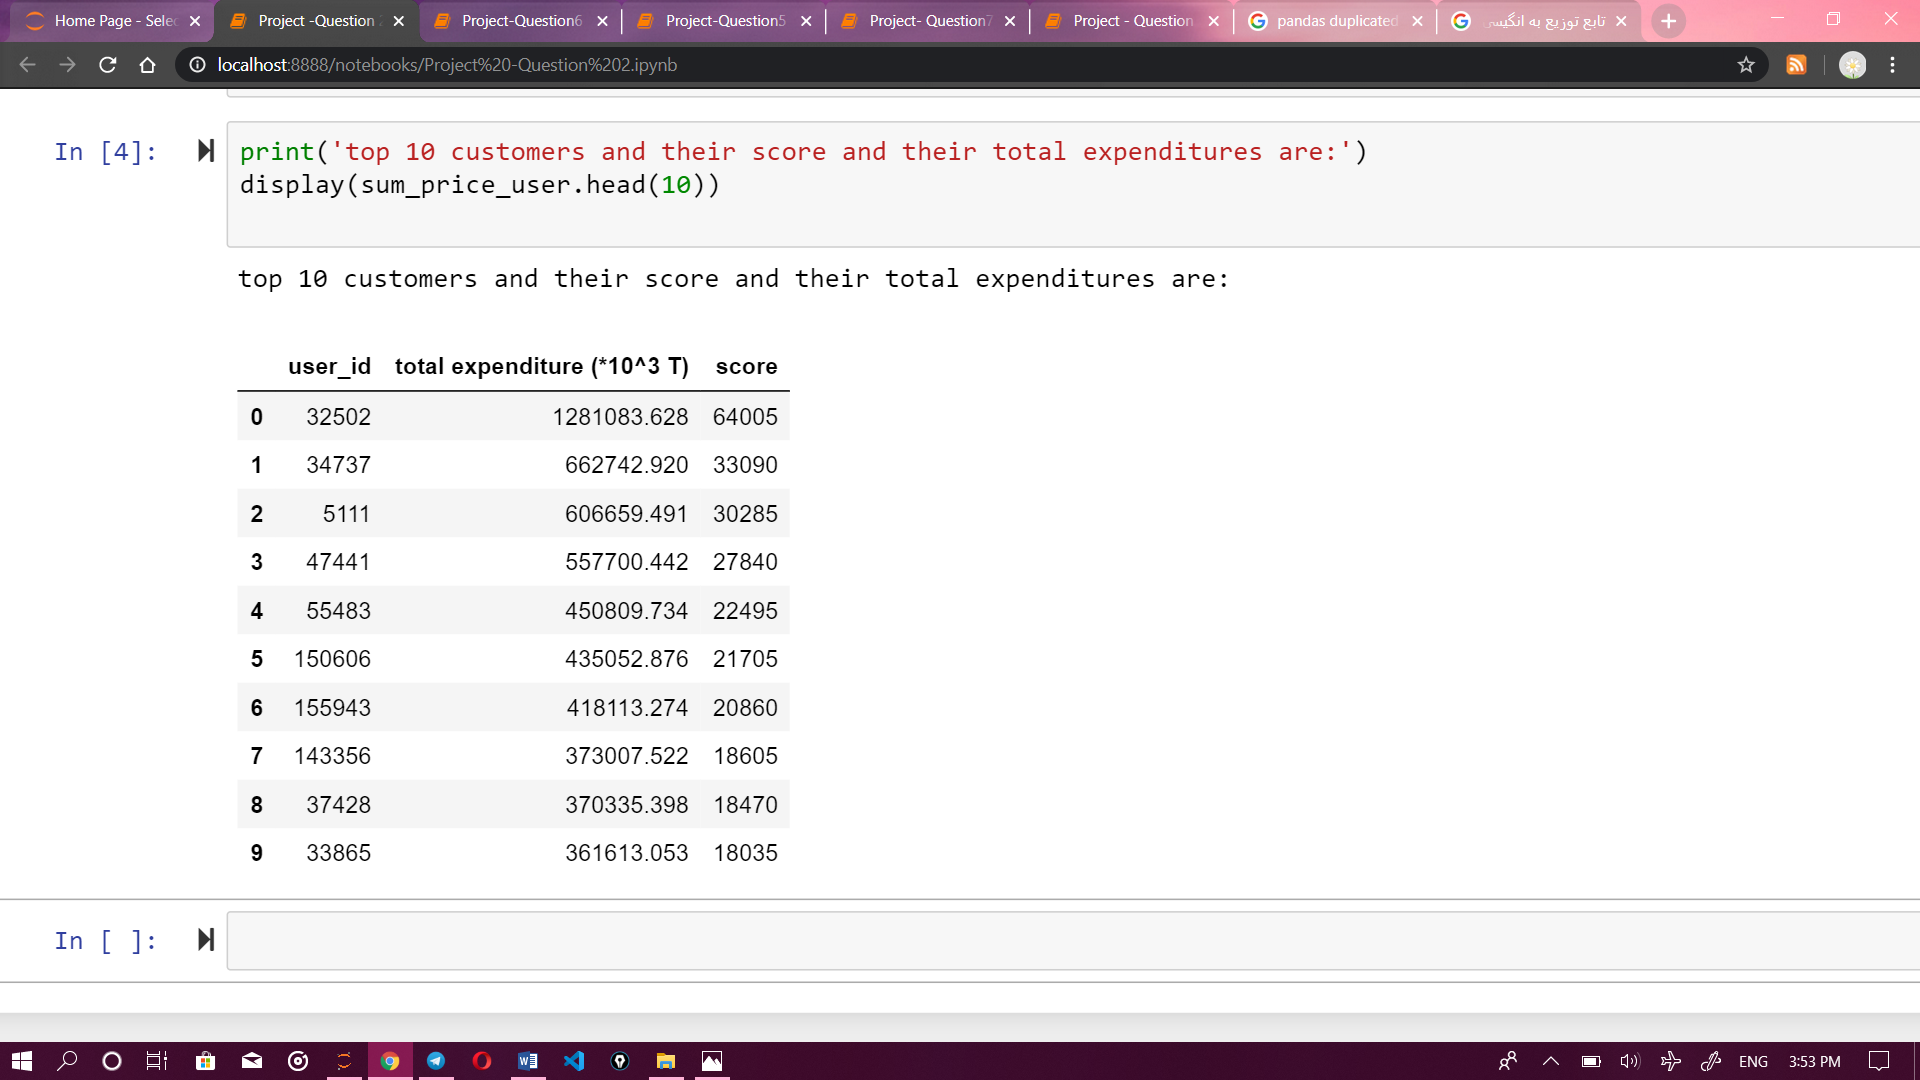 Home Page - Selec
Project -Question 2
Project-Question6
Project-Question5
Project- Question7
Project - Question
pandas duplicated
تابع توزیع به انگیسی
localhost:8888/notebooks/Project%20-Question%202.ipynb
In [4]:
print('top 10 customers and their score and their total expenditures are:')
display(sum_price_user.head(10))
top 10 customers and their score and their total expenditures are:
user_id total expenditure (*10^3 T) score
0 32502 1281083.628 64005
1 34737 662742.920 33090
2 5111 606659.491 30285
3 47441 557700.442 27840
4 55483 450809.734 22495
5 150606 435052.876 21705
6 155943 418113.274 20860
7 143356 373007.522 18605
8 37428 370335.398 18470
9 33865 361613.053 18035
In [ ]:
ENG 3:53 PM